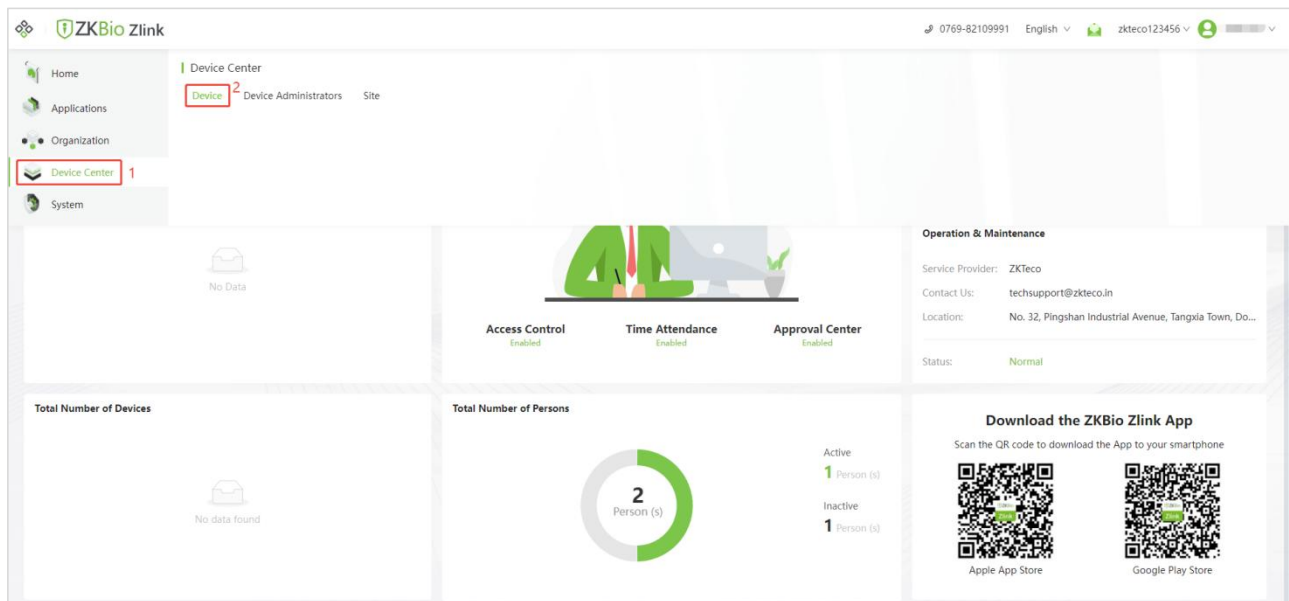 ZKBio Zlink
0769-82109991 English zkteco123456
Home
Applications
Organization
Device Center 1
System
Device Center
Device 2 Device Administrators Site
No Data
Access Control Time Attendance Approval Center
Enabled Enabled Enabled
Operation & Maintenance
Service Provider: ZKTeco
Contact Us: techsupport@zkteco.in
Location: No. 32, Pingshan Industrial Avenue, Tangxia Town, Do...
Status: Normal
Total Number of Devices
No data found
Total Number of Persons
2
Person (s)
Active
1 Person (s)
Inactive
1 Person (s)
Download the ZKBio Zlink App
Scan the QR code to download the App to your smartphone
Apple App Store Google Play Store